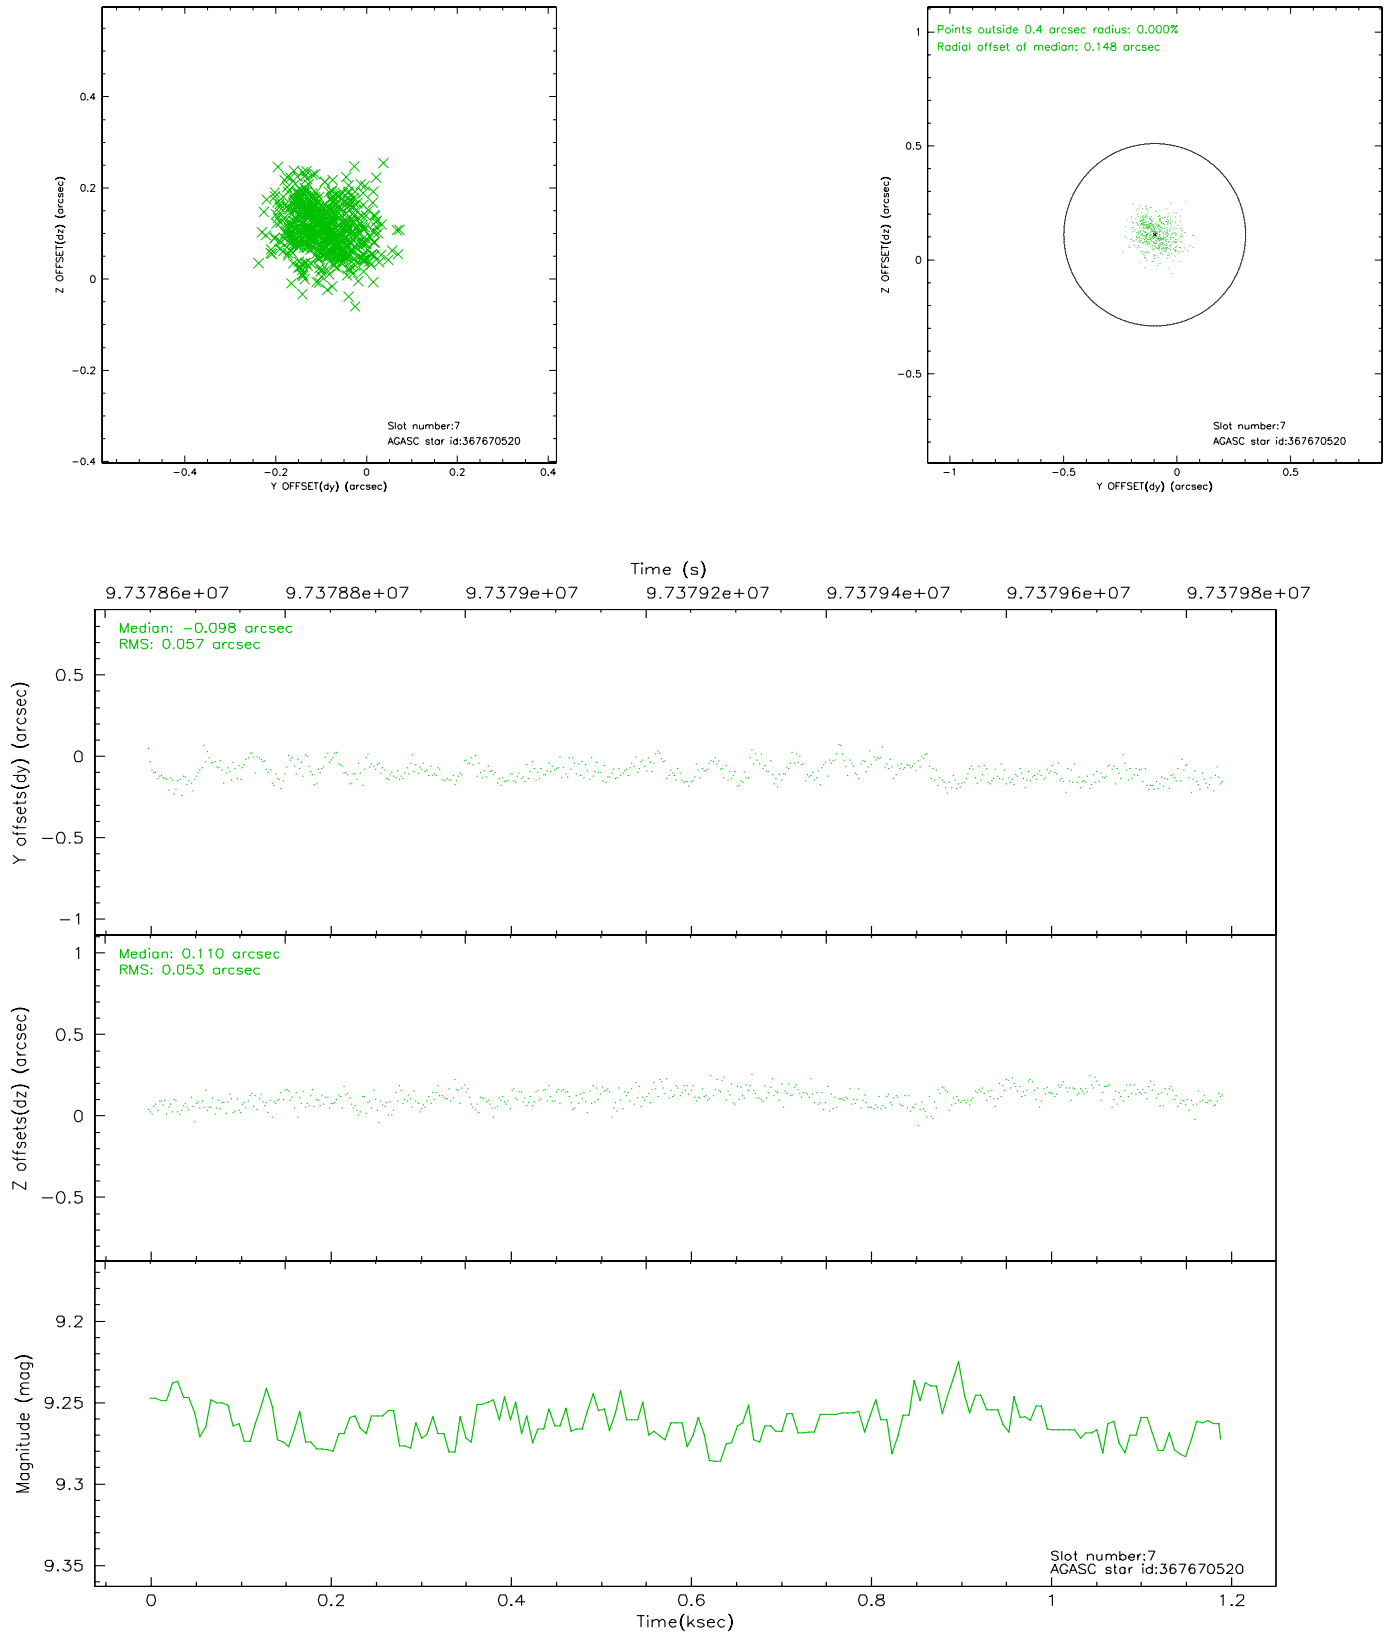 0.4
0.2
0
−0.2
−0.4
Z OFFSET(dz) (arcsec)
Slot number:7
AGASC star id:367670520
−0.4 −0.2 0 0.2 0.4
Y OFFSET(dy) (arcsec)
Points outside 0.4 arcsec radius: 0.000%
Radial offset of median: 0.148 arcsec
1
0.5
0
−0.5
Z OFFSET(dz) (arcsec)
Slot number:7
AGASC star id:367670520
−1 −0.5 0 0.5
Y OFFSET(dy) (arcsec)
Time (s)
9.73786e+07 9.73788e+07 9.7379e+07 9.73792e+07 9.73794e+07 9.73796e+07 9.73798e+07
Median: −0.098 arcsec
RMS: 0.057 arcsec
0.5
0
−0.5
−1
Y offsets(dy) (arcsec)
Median: 0.110 arcsec
RMS: 0.053 arcsec
1
0.5
0
−0.5
Z offsets(dz) (arcsec)
9.2
9.25
9.3
9.35
Magnitude (mag)
Slot number:7
AGASC star id:367670520
0 0.2 0.4 0.6 0.8 1 1.2
Time(ksec)